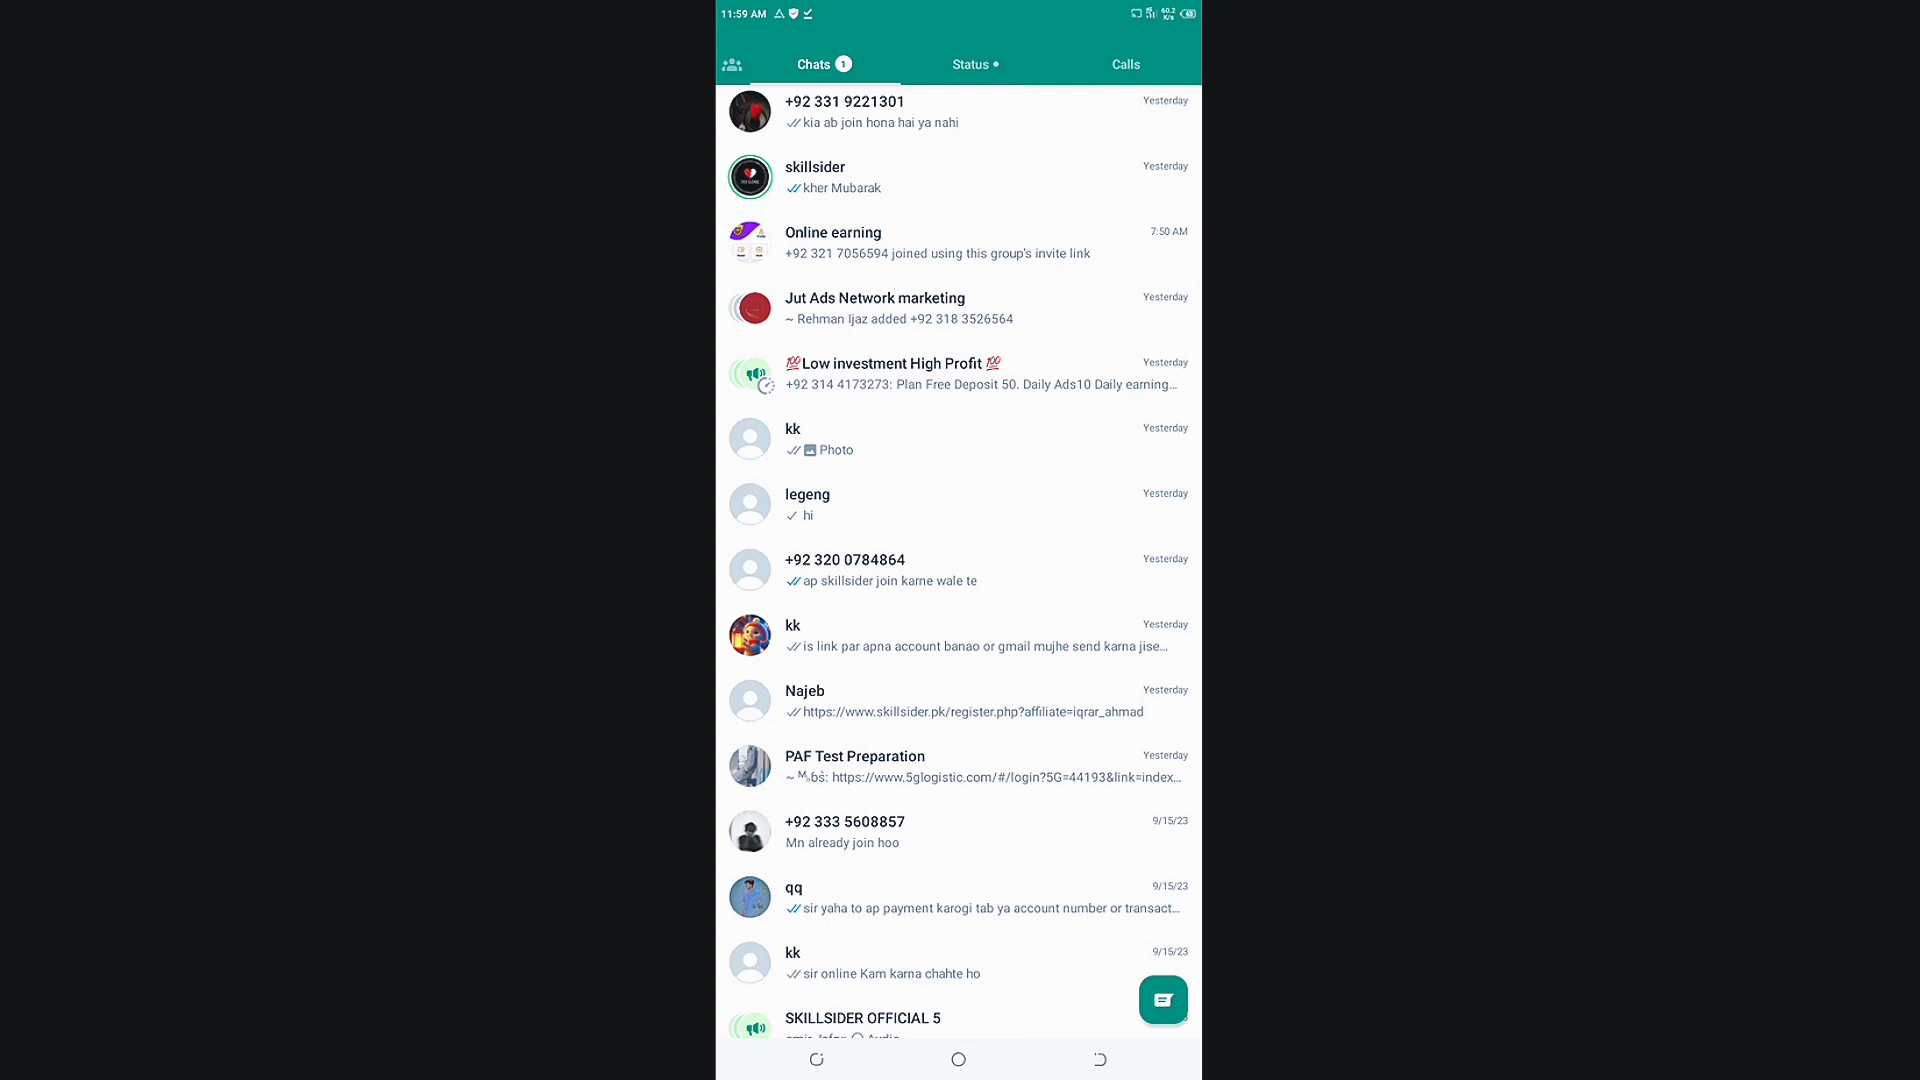 11:59 AM
60.2
K/s
63
Chats 1
Status
Calls
+92 331 9221301
Yesterday
kia ab join hona hai ya nahi
skillsider
Yesterday
kher Mubarak
Online earning
7:50 AM
+92 321 7056594 joined using this group's invite link
Jut Ads Network marketing
Yesterday
~ Rehman Ijaz added +92 318 3526564
💯Low investment High Profit 💯
Yesterday
+92 314 4173273: Plan Free Deposit 50. Daily Ads10 Daily earning...
kk
Yesterday
Photo
legeng
Yesterday
hi
+92 320 0784864
Yesterday
ap skillsider join karne wale te
kk
Yesterday
is link par apna account banao or gmail mujhe send karna jise...
Najeb
Yesterday
https://www.skillsider.pk/register.php?affiliate=iqrar_ahmad
PAF Test Preparation
Yesterday
https://www.5glogistic.com/#/login?5G=44193&link=index...
+92 333 5608857
9/15/23
Mn already join hoo
qq
9/15/23
sir yaha to ap payment karogi tab ya account number or transact...
kk
9/15/23
sir online Kam karna chahte ho
SKILLSIDER OFFICIAL 5